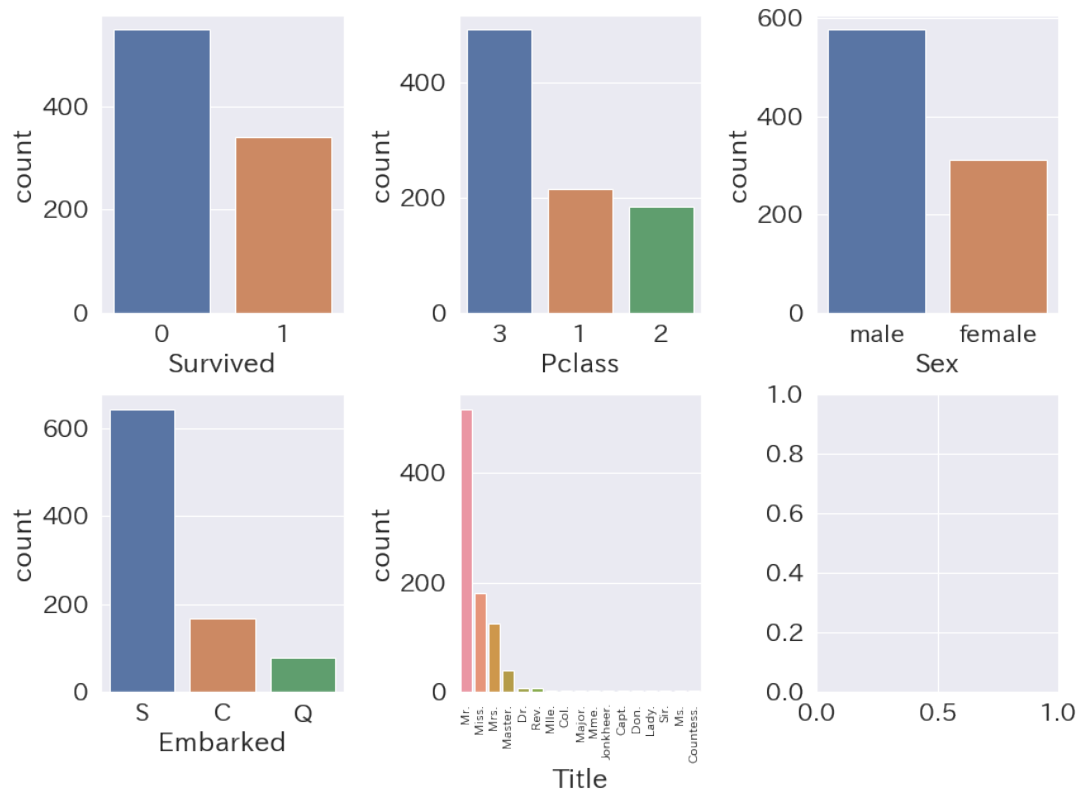 count
400
200
0
0 1
Survived
count
400
200
0
3 1 2
Pclass
count
600
400
200
0
male female
Sex
count
600
400
200
0
S C Q
Embarked
count
400
200
0
Mr. Miss. Mrs. Master. Dr. Rev. Mlle. Col. Major. Mme. Jonkheer. Capt. Don. Lady. Sir. Ms. Countess.
Title
1.0
0.8
0.6
0.4
0.2
0.0
0.0 0.5 1.0